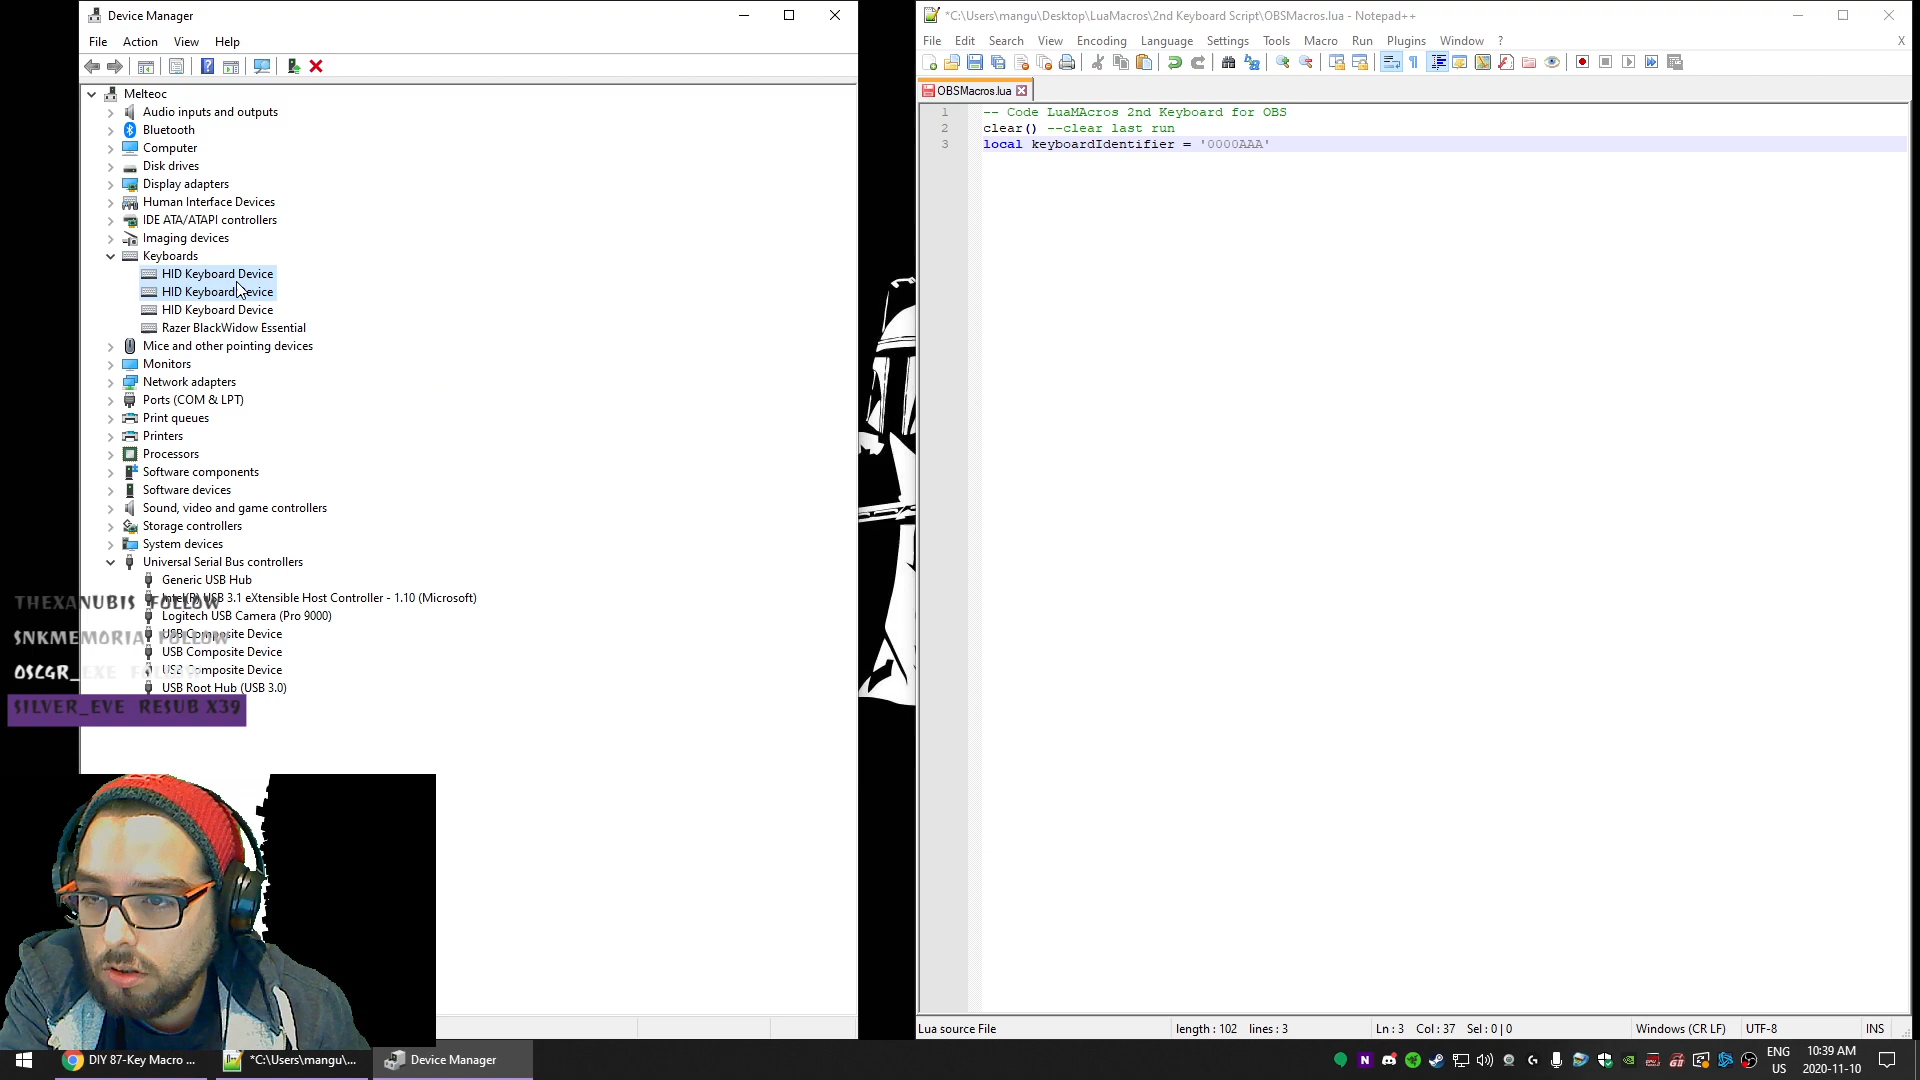 Device Manager
File Action View Help
Melteoc
Audio inputs and outputs
Bluetooth
Computer
Disk drives
Display adapters
Human Interface Devices
IDE ATA/ATAPI controllers
Imaging devices
Keyboards
HID Keyboard Device
HID Keyboard Device
HID Keyboard Device
Razer BlackWidow Essential
Mice and other pointing devices
Monitors
Network adapters
Ports (COM & LPT)
Print queues
Printers
Processors
Software components
Software devices
Sound, video and game controllers
Storage controllers
System devices
Universal Serial Bus controllers
Generic USB Hub
Intel(R) USB 3.1 eXtensible Host Controller - 1.10 (Microsoft)
Logitech USB Camera (Pro 9000)
USB Composite Device
USB Composite Device
USB Composite Device
USB Root Hub (USB 3.0)
THEXANUBIS FOLLOW
SNKMEMORIA FOLLOW
OSCGR_EXE FOLLOW
SILVER_EVE RESUB X39
*C:\Users\mangu\Desktop\LuaMacros\2nd Keyboard Script\OBSMacros.lua - Notepad++
File Edit Search View Encoding Language Settings Tools Macro Run Plugins Window ? X
OBSMacros.lua
1 -- Code LuaMAcros 2nd Keyboard for OBS
2 clear() --clear last run
3 local keyboardIdentifier = '0000AAA'
Lua source File length : 102 lines : 3 Ln : 3 Col : 37 Sel : 0 | 0 Windows (CR LF) UTF-8 INS
DIY 87-Key Macro ... *C:\Users\mangu\... Device Manager
ENG US 10:39 AM 2020-11-10